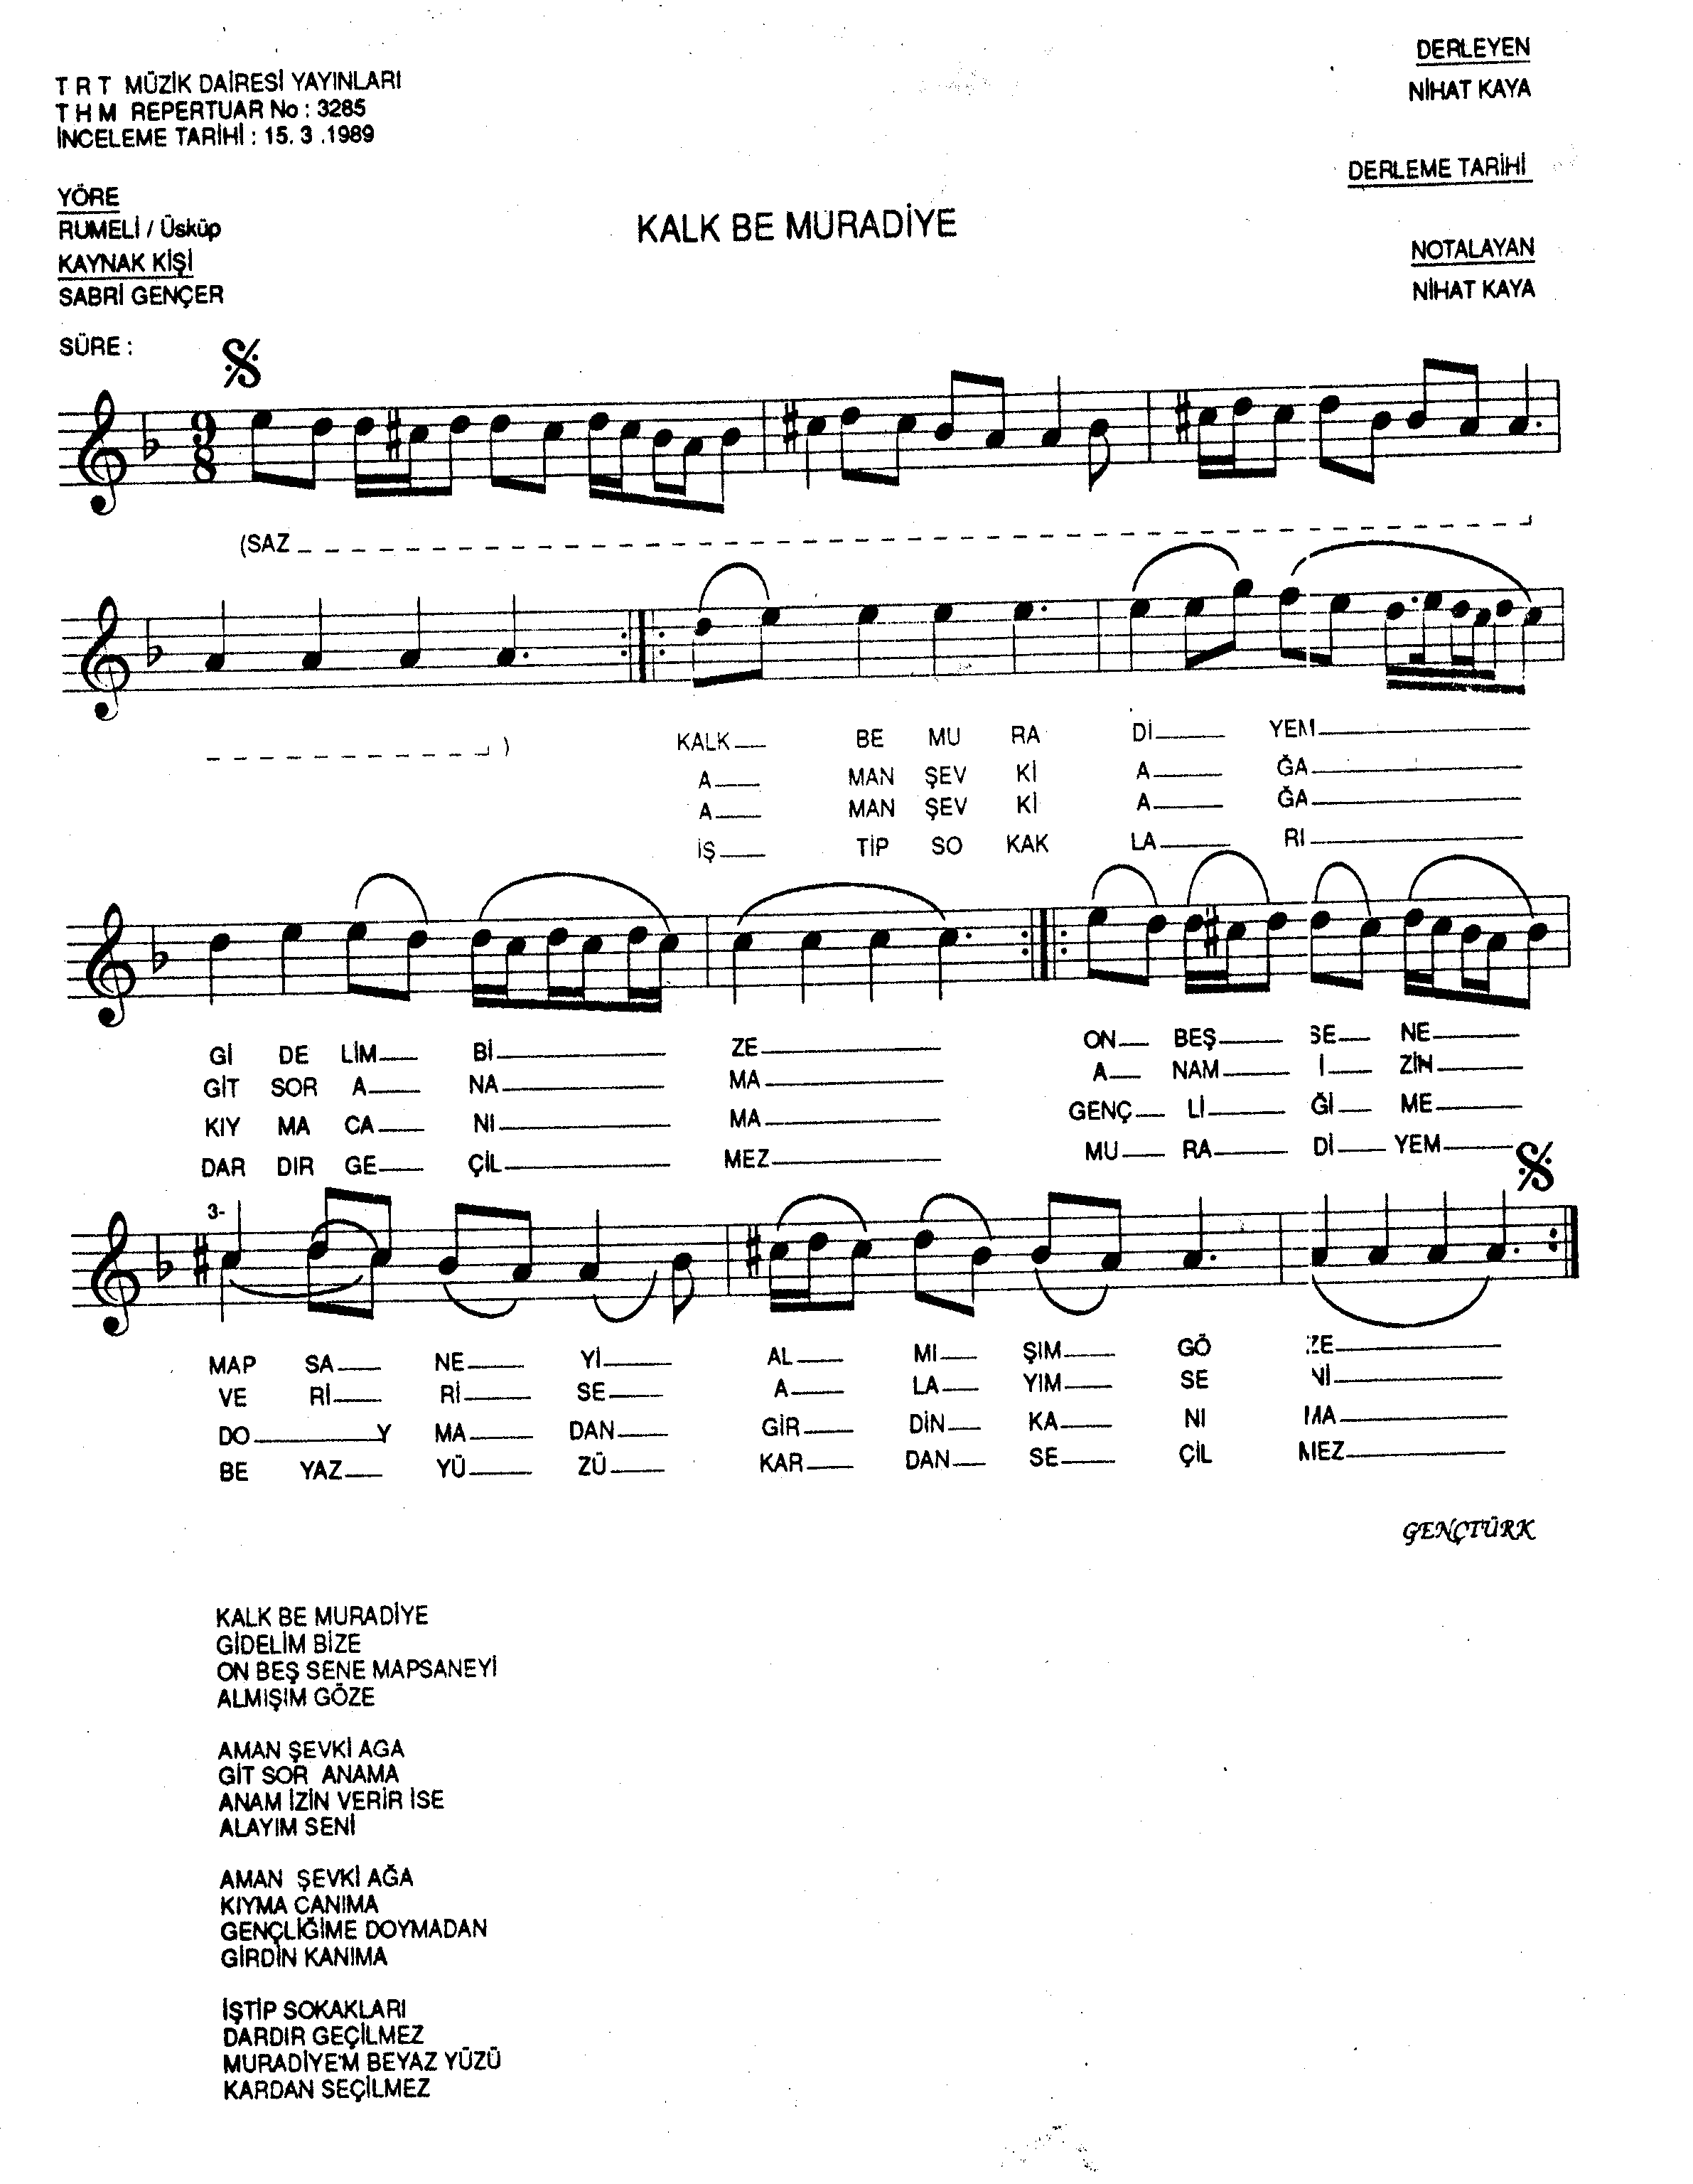 T R T MÜZİK DAİRESİ YAYINLARI
T H M REPERTUAR No : 3285
İNCELEME TARİHİ : 15. 3 .1989
DERLEYEN
NİHAT KAYA
DERLEME TARİHİ
YÖRE
RUMELİ / Üsküp
KAYNAK KİŞİ
SABRİ GENÇER
KALK BE MURADİYE
NOTALAYAN
NİHAT KAYA
SÜRE :
9
8
(SAZ
)
KALK BE MU RA Dİ YEM
A MAN ŞEV Kİ A ĞA
A MAN ŞEV Kİ A ĞA
İŞ TİP SO KAK LA RI
Gİ DE LİM Bİ ZE ON BEŞ SE NE
GİT SOR A NA MA A NAM İ ZİN
KIY MA CA NI MA GENÇ Lİ Ğİ ME
DAR DIR GE ÇİL MEZ MU RA Dİ YEM
3-
MAP SA NE Yİ AL MI ŞIM GÖ ZE
VE Rİ Rİ SE A LA YIM SE Nİ
DO Y MA DAN GİR DİN KA NI MA
BE YAZ YÜ ZÜ KAR DAN SE ÇİL MEZ
GENÇTÜRK
KALK BE MURADİYE
GİDELİM BİZE
ON BEŞ SENE MAPSANEYİ
ALMIŞIM GÖZE
AMAN ŞEVKİ AGA
GİT SOR ANAMA
ANAM İZİN VERİR İSE
ALAYIM SENİ
AMAN ŞEVKİ AĞA
KIYMA CANIMA
GENÇLİĞİME DOYMADAN
GİRDİN KANIMA
İŞTİP SOKAKLARI
DARDIR GEÇİLMEZ
MURADİYE'M BEYAZ YÜZÜ
KARDAN SEÇİLMEZ